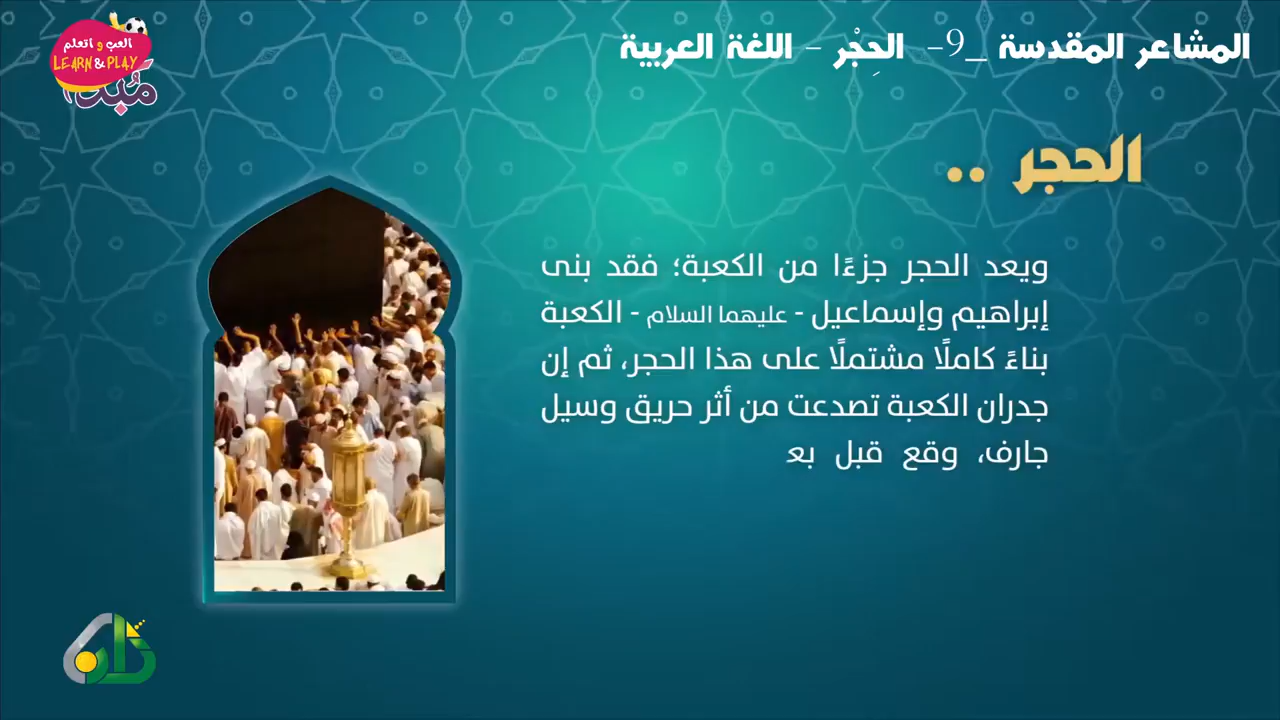 المشاعر المقدسة _9- الحِجْر - اللغة العربية
العب و اتعلم
LEARN & PLAY
الحجر ..
ويعد الحجر جزءًا من الكعبة؛ فقد بنى
إبراهيم وإسماعيل - عليهما السلام - الكعبة
بناءً كاملًا مشتملًا على هذا الحجر، ثم إن
جدران الكعبة تصدعت من أثر حريق وسيل
جارف، وقع قبل بع